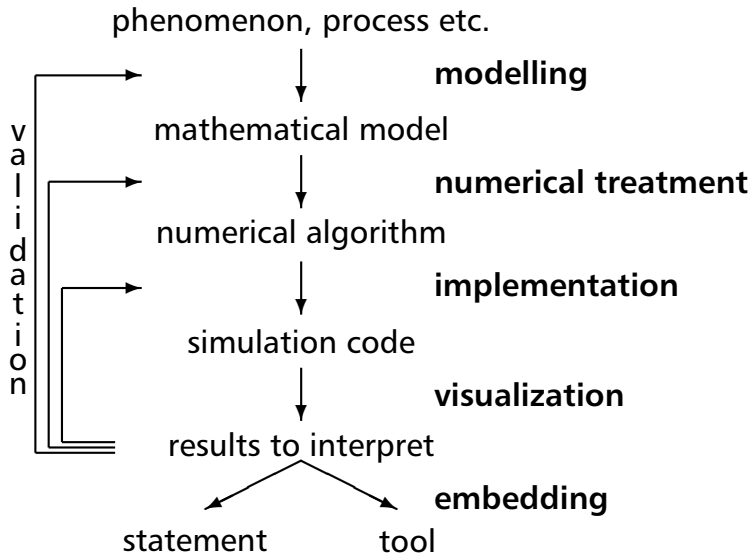 phenomenon, process etc.
modelling
validation
mathematical model
numerical treatment
numerical algorithm
implementation
simulation code
visualization
results to interpret
embedding
statement
tool